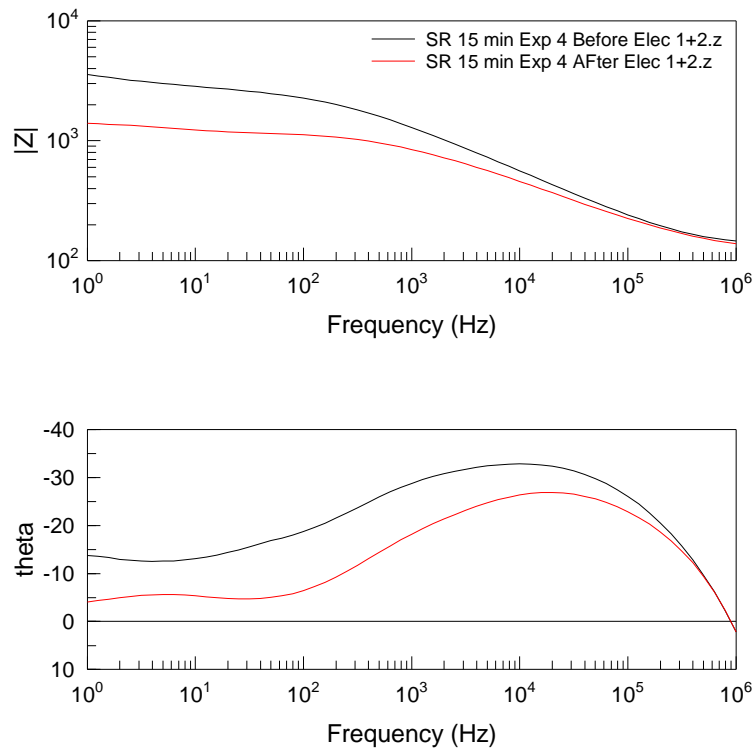 10⁴
SR 15 min Exp 4 Before Elec 1+2.z
SR 15 min Exp 4 AFter Elec 1+2.z
|Z|
10³
10²
10⁰ 10¹ 10² 10³ 10⁴ 10⁵ 10⁶
Frequency (Hz)
-40
-30
-20
theta
-10
0
10
10⁰ 10¹ 10² 10³ 10⁴ 10⁵ 10⁶
Frequency (Hz)